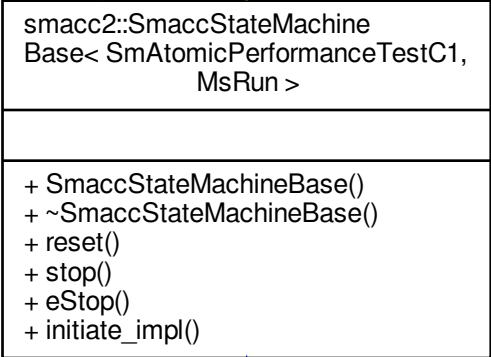 smacc2::SmaccStateMachine
Base< SmAtomicPerformanceTestC1,
MsRun >
+ SmaccStateMachineBase()
+ ~SmaccStateMachineBase()
+ reset()
+ stop()
+ eStop()
+ initiate_impl()